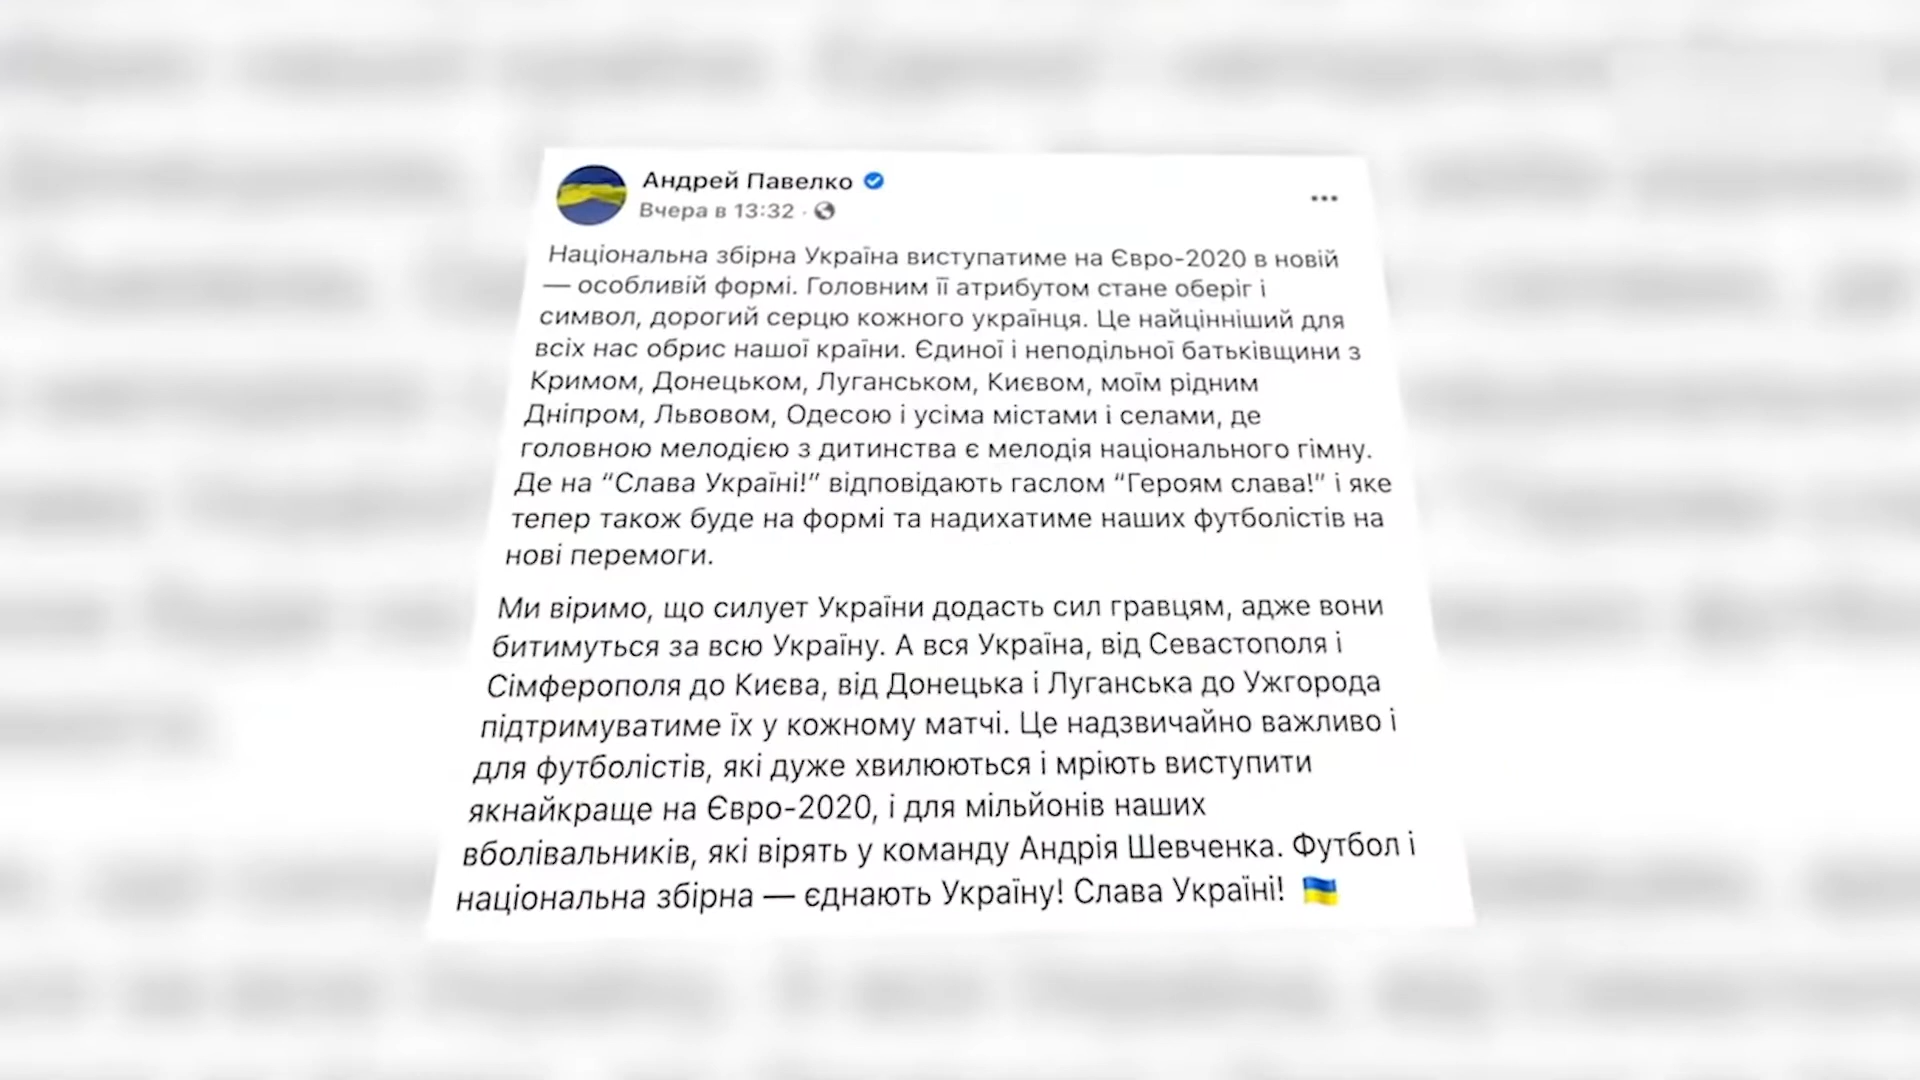 Андрей Павелко
Вчера в 13:32 ·
Національна збірна Україна виступатиме на Євро-2020 в новій
— особливій формі. Головним її атрибутом стане оберіг і
символ, дорогий серцю кожного українця. Це найцінніший для
всіх нас обрис нашої країни. Єдиної і неподільної батьківщини з
Кримом, Донецьком, Луганськом, Києвом, моїм рідним
Дніпром, Львовом, Одесою і усіма містами і селами, де
головною мелодією з дитинства є мелодія національного гімну.
Де на “Слава Україні!” відповідають гаслом “Героям слава!” і яке
тепер також буде на формі та надихатиме наших футболістів на
нові перемоги.
Ми віримо, що силует України додасть сил гравцям, адже вони
битимуться за всю Україну. А вся Україна, від Севастополя і
Сімферополя до Києва, від Донецька і Луганська до Ужгорода
підтримуватиме їх у кожному матчі. Це надзвичайно важливо і
для футболістів, які дуже хвилюються і мріють виступити
якнайкраще на Євро-2020, і для мільйонів наших
вболівальників, які вірять у команду Андрія Шевченка. Футбол і
національна збірна — єднають Україну! Слава Україні! 🇺🇦